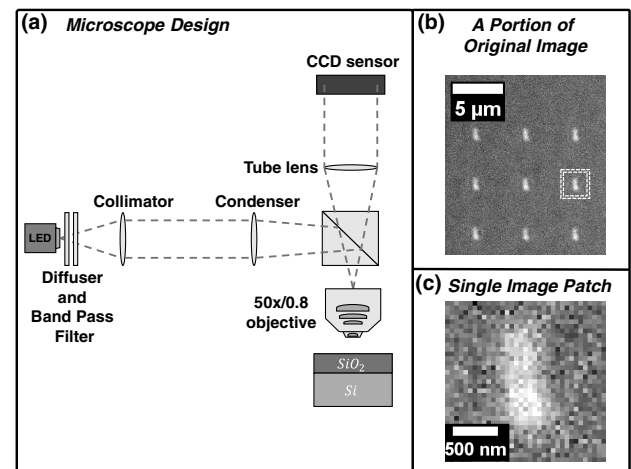 (a) Microscope Design
CCD sensor
Tube lens
Collimator
Condenser
LED
Diffuser
and
Band Pass
Filter
50x/0.8
objective
SiO₂
Si
(b) A Portion of
Original Image
5 µm
(c) Single Image Patch
500 nm